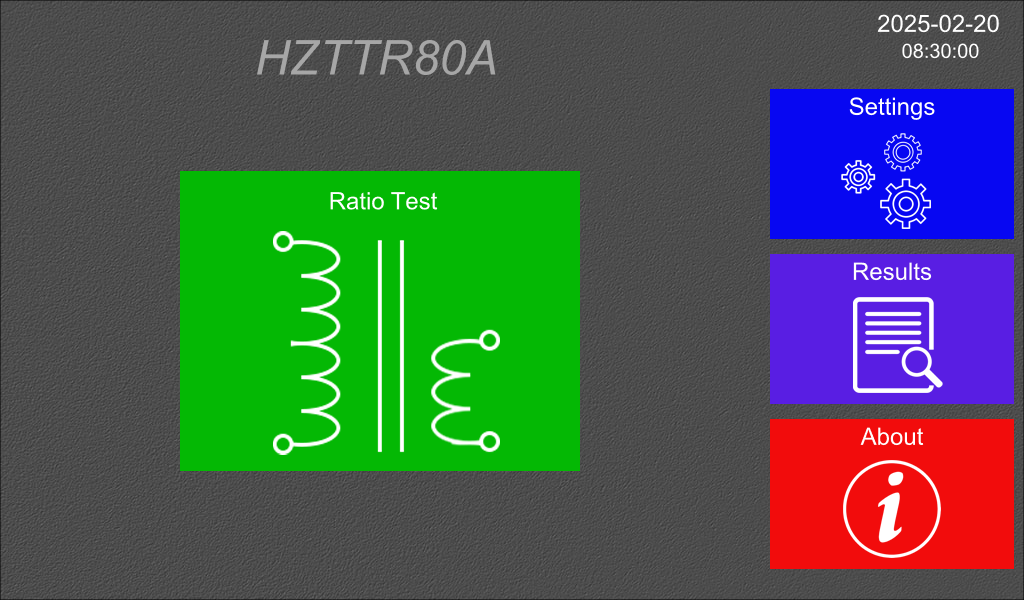 HZTTR80A
2025-02-20
08:30:00
Settings
Ratio Test
Results
About